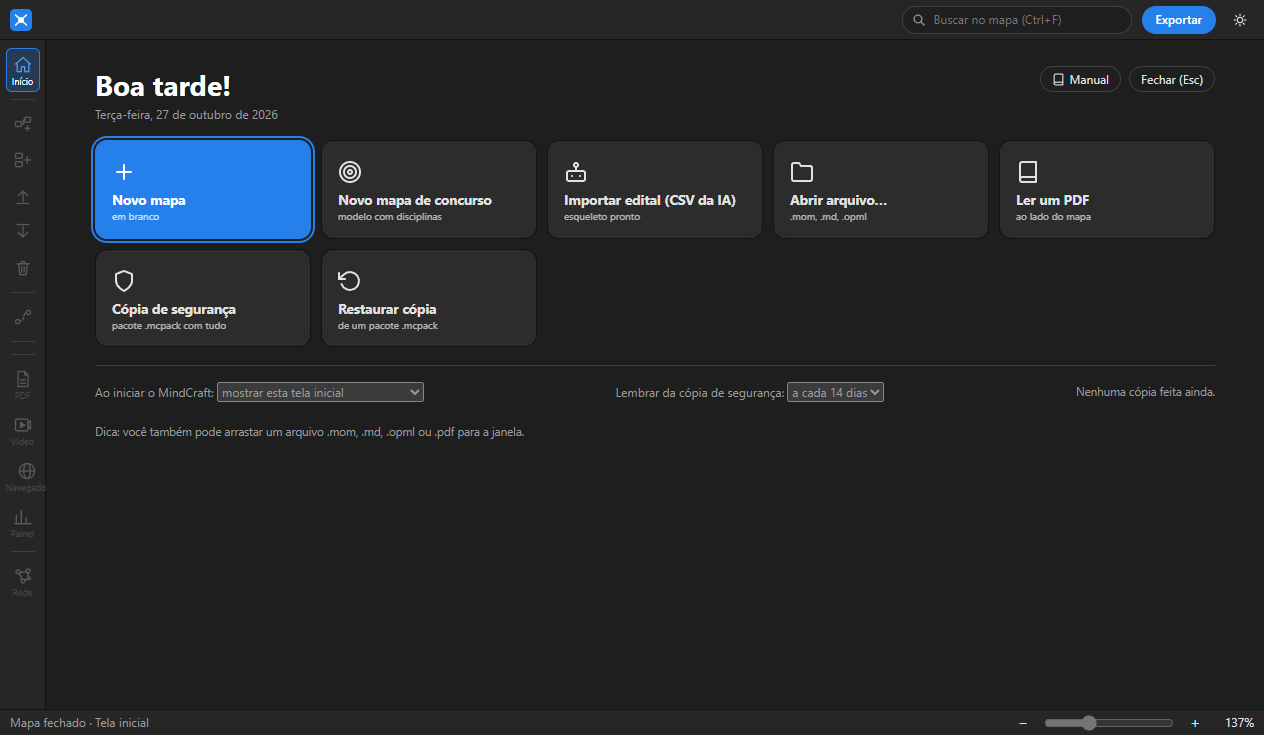 Buscar no mapa (Ctrl+F)
Exportar
Início
PDF
Vídeo
Navegado
Painel
Rede
Boa tarde!
Terça-feira, 27 de outubro de 2026
Manual
Fechar (Esc)
Novo mapa
em branco
Novo mapa de concurso
modelo com disciplinas
Importar edital (CSV da IA)
esqueleto pronto
Abrir arquivo...
.mom, .md, .opml
Ler um PDF
ao lado do mapa
Cópia de segurança
pacote .mcpack com tudo
Restaurar cópia
de um pacote .mcpack
Ao iniciar o MindCraft: mostrar esta tela inicial
Lembrar da cópia de segurança: a cada 14 dias
Nenhuma cópia feita ainda.
Dica: você também pode arrastar um arquivo .mom, .md, .opml ou .pdf para a janela.
Mapa fechado · Tela inicial
137%